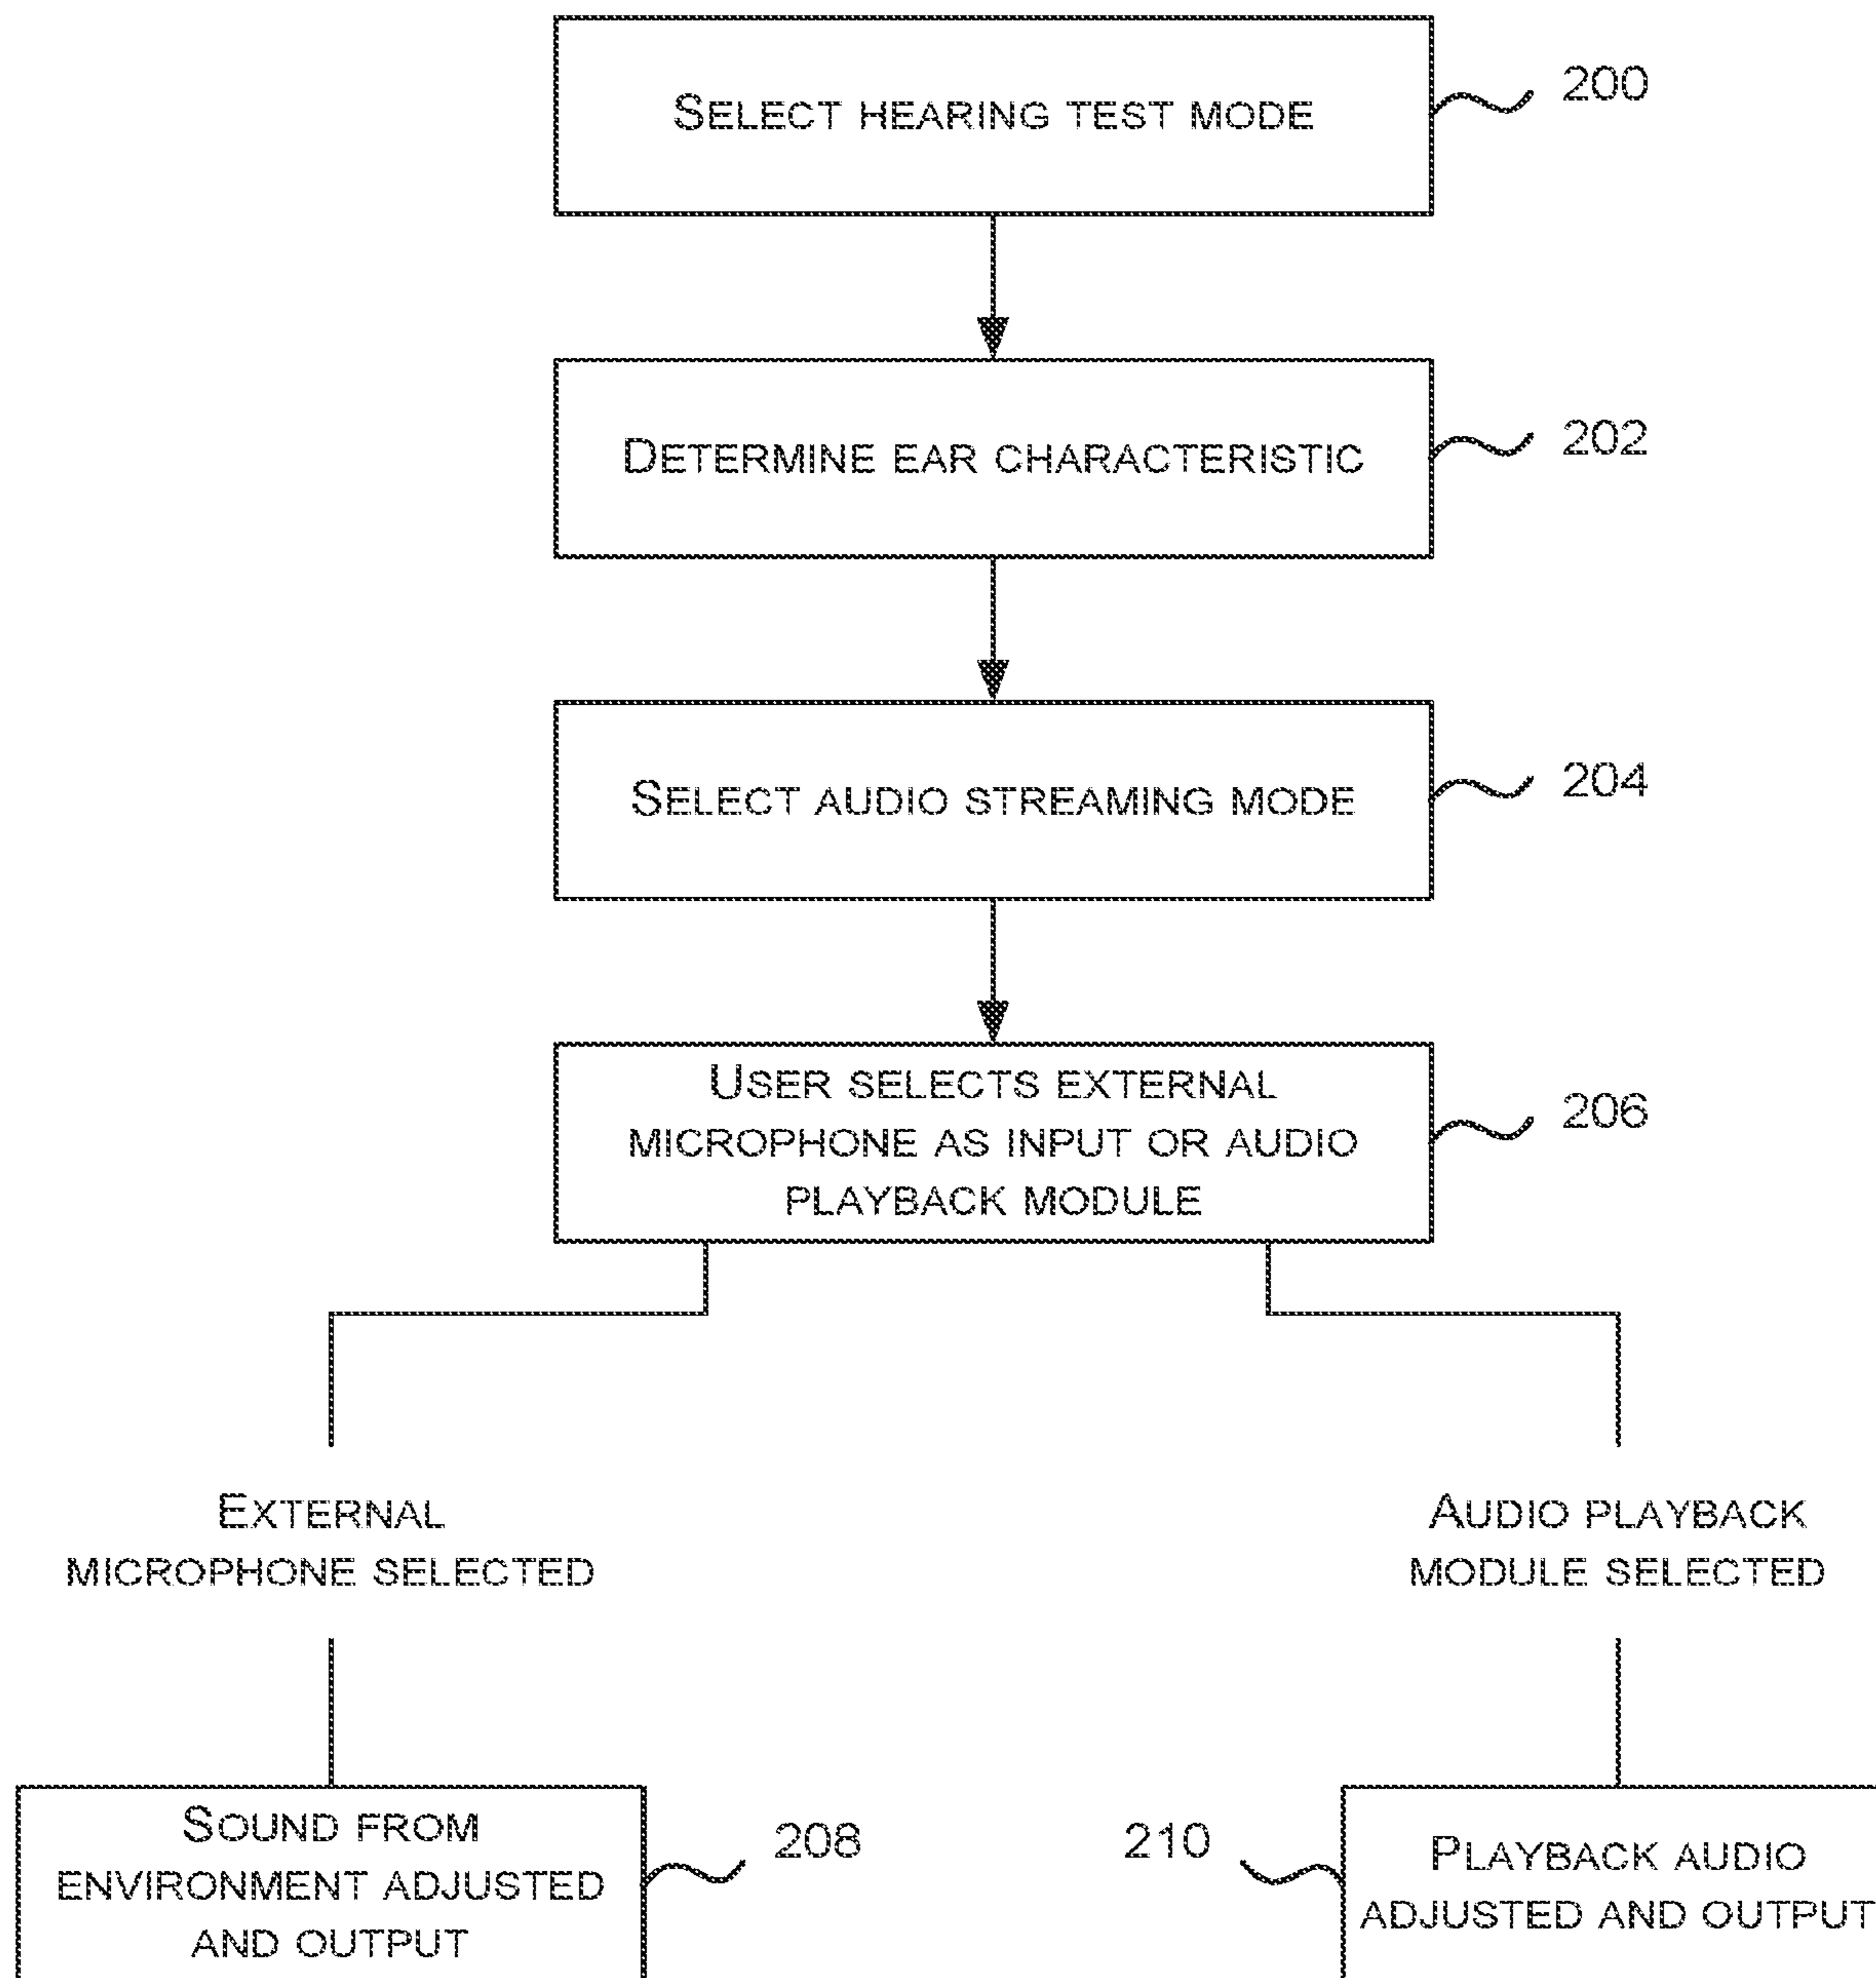 SELECT HEARING TEST MODE
200
DETERMINE EAR CHARACTERISTIC
202
SELECT AUDIO STREAMING MODE
204
USER SELECTS EXTERNAL
MICROPHONE AS INPUT OR AUDIO
PLAYBACK MODULE
206
EXTERNAL
MICROPHONE SELECTED
AUDIO PLAYBACK
MODULE SELECTED
SOUND FROM
ENVIRONMENT ADJUSTED
AND OUTPUT
208
210
PLAYBACK AUDIO
ADJUSTED AND OUTPUT